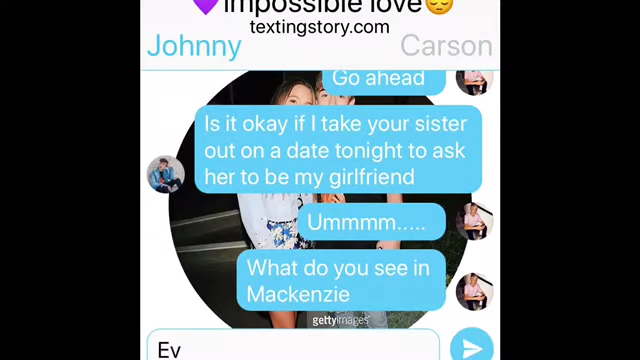 💜impossible love😔
textingstory.com
Johnny
Carson
Go ahead
Is it okay if I take your sister
out on a date tonight to ask
her to be my girlfriend
Ummmm.....
What do you see in
Mackenzie
gettyimages
Ev